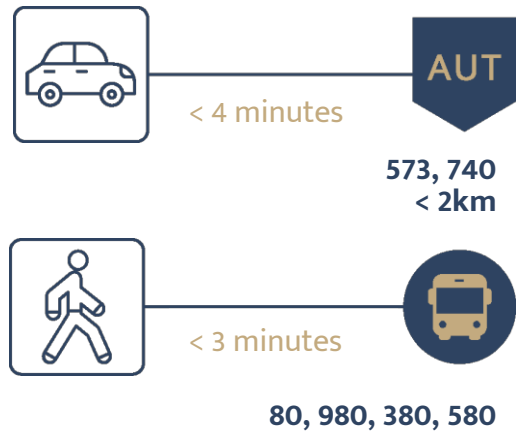 AUT
< 4 minutes
573, 740
< 2km
< 3 minutes
80, 980, 380, 580